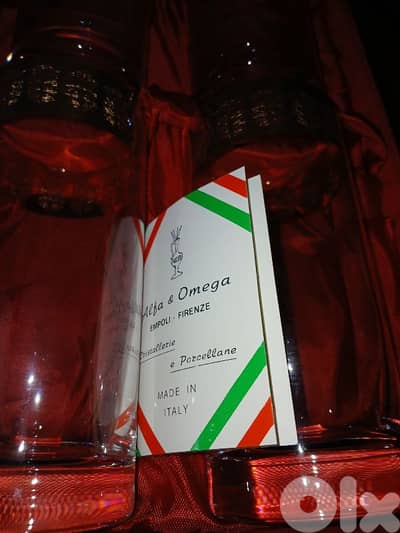 Alfa & Omega
EMPOLI - FIRENZE
Cristallerie
e Porcellane
MADE IN
ITALY
OLX